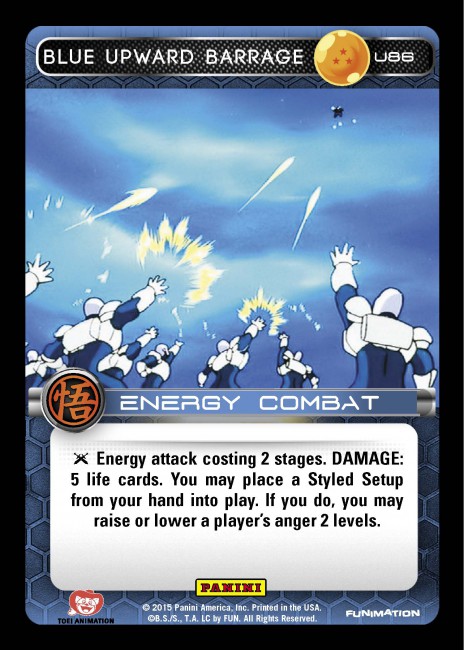 BLUE UPWARD BARRAGE U86
悟 ENERGY COMBAT
Energy attack costing 2 stages. DAMAGE:
5 life cards. You may place a Styled Setup
from your hand into play. If you do, you may
raise or lower a player's anger 2 levels.
PANINI
© 2015 Panini America, Inc. Printed in the USA.
TOEI ANIMATION ©B.S./S., T.A. LC by FUN. All Rights Reserved. FUNIMATION